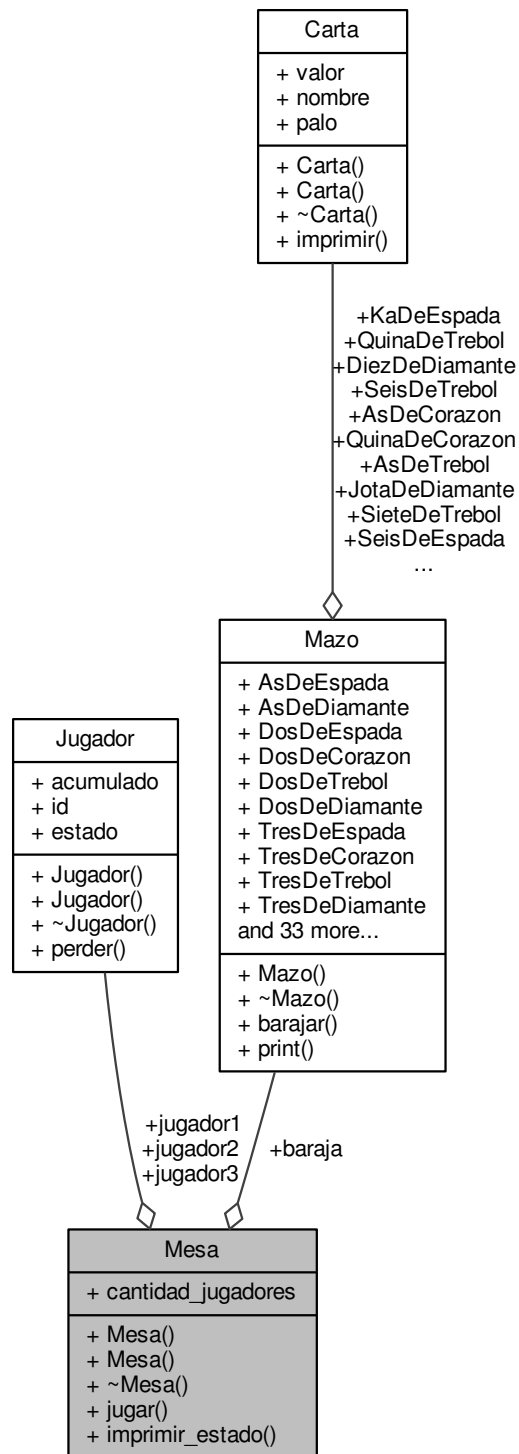 Carta
+ valor
+ nombre
+ palo
+ Carta()
+ Carta()
+ ~Carta()
+ imprimir()
+KaDeEspada
+QuinaDeTrebol
+DiezDeDiamante
+SeisDeTrebol
+AsDeCorazon
+QuinaDeCorazon
+AsDeTrebol
+JotaDeDiamante
+SieteDeTrebol
+SeisDeEspada
...
Mazo
+ AsDeEspada
+ AsDeDiamante
+ DosDeEspada
+ DosDeCorazon
+ DosDeTrebol
+ DosDeDiamante
+ TresDeEspada
+ TresDeCorazon
+ TresDeTrebol
+ TresDeDiamante
and 33 more...
+ Mazo()
+ ~Mazo()
+ barajar()
+ print()
Jugador
+ acumulado
+ id
+ estado
+ Jugador()
+ Jugador()
+ ~Jugador()
+ perder()
+jugador1
+jugador2
+jugador3
+baraja
Mesa
+ cantidad_jugadores
+ Mesa()
+ Mesa()
+ ~Mesa()
+ jugar()
+ imprimir_estado()